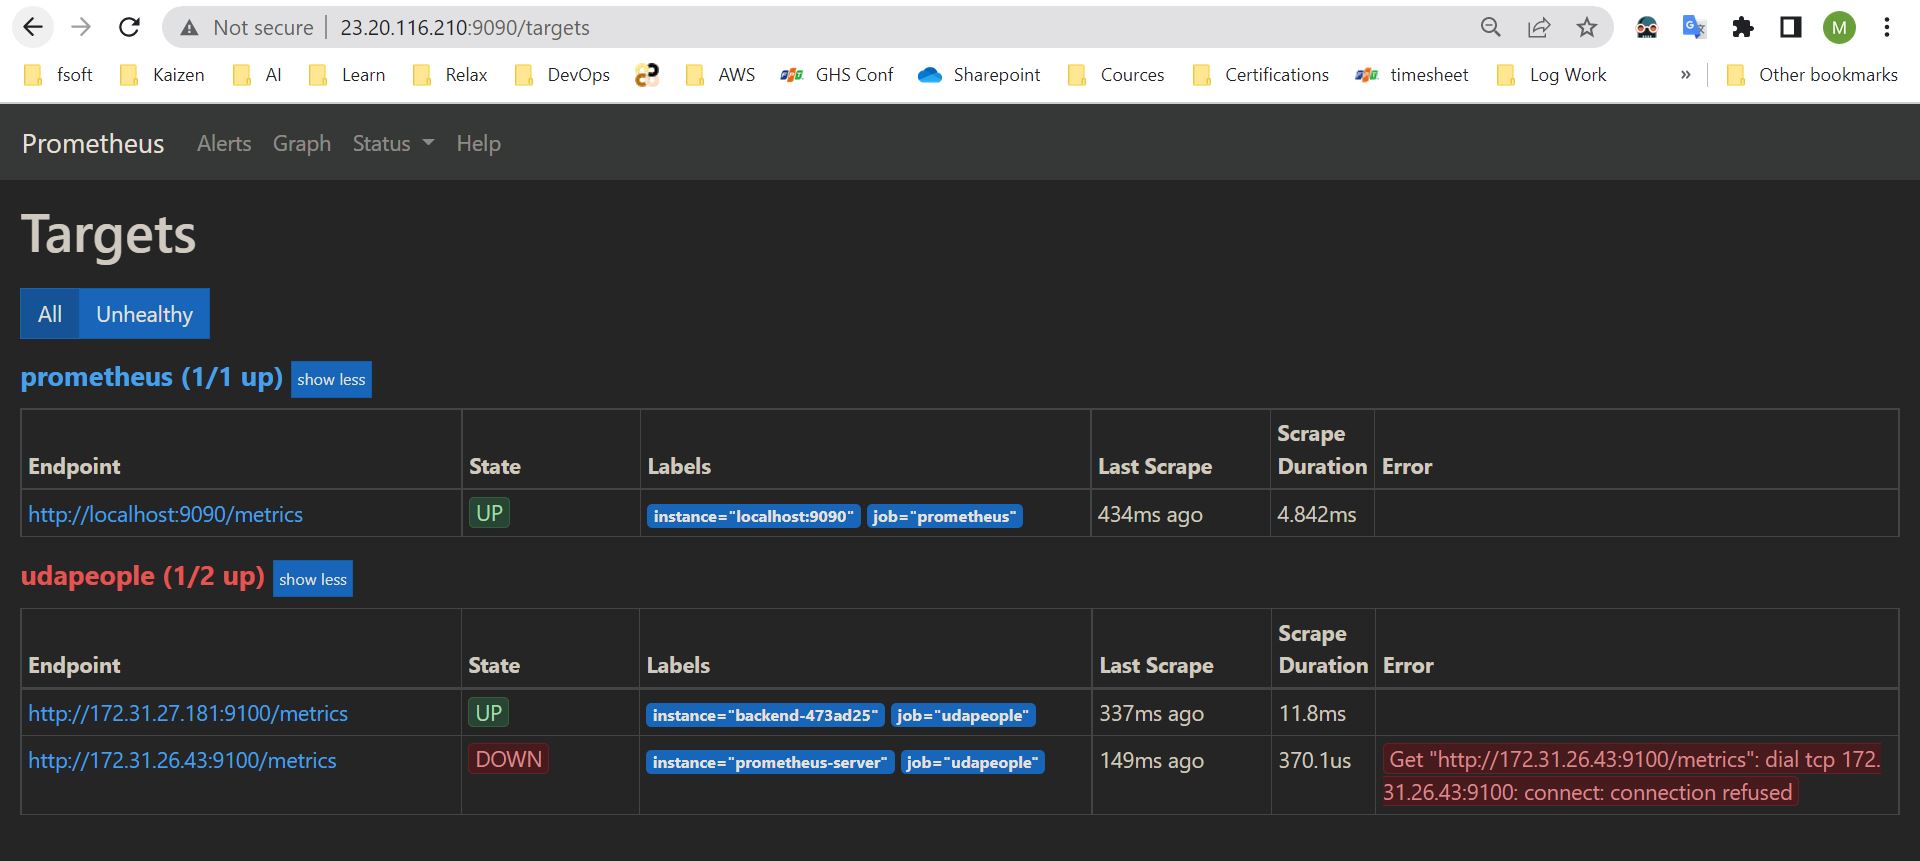 Not secure | 23.20.116.210:9090/targets
M
fsoft Kaizen AI Learn Relax DevOps AWS GHS Conf Sharepoint Cources Certifications timesheet Log Work » Other bookmarks
Prometheus Alerts Graph Status Help
Targets
All Unhealthy
prometheus (1/1 up) show less
Endpoint State Labels Last Scrape Scrape Duration Error
http://localhost:9090/metrics UP instance="localhost:9090" job="prometheus" 434ms ago 4.842ms
udapeople (1/2 up) show less
Endpoint State Labels Last Scrape Scrape Duration Error
http://172.31.27.181:9100/metrics UP instance="backend-473ad25" job="udapeople" 337ms ago 11.8ms
http://172.31.26.43:9100/metrics DOWN instance="prometheus-server" job="udapeople" 149ms ago 370.1us Get "http://172.31.26.43:9100/metrics": dial tcp 172.
31.26.43:9100: connect: connection refused